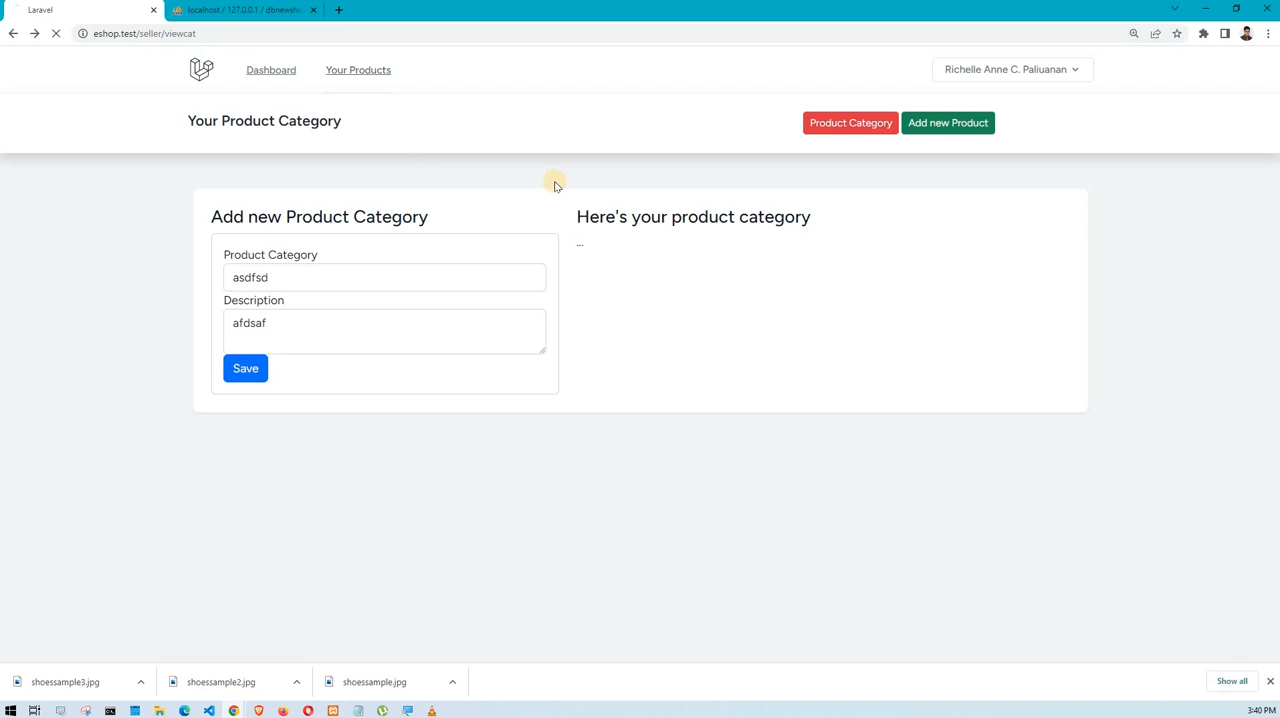 Laravel
localhost / 127.0.0.1 / dbnewsho
eshop.test/seller/viewcat
Dashboard
Your Products
Richelle Anne C. Paliuanan
Your Product Category
Product Category
Add new Product
Add new Product Category
Here's your product category
Product Category
...
asdfsd
Description
afdsaf
Save
shoessample3.jpg
shoessample2.jpg
shoessample.jpg
Show all
3:40 PM